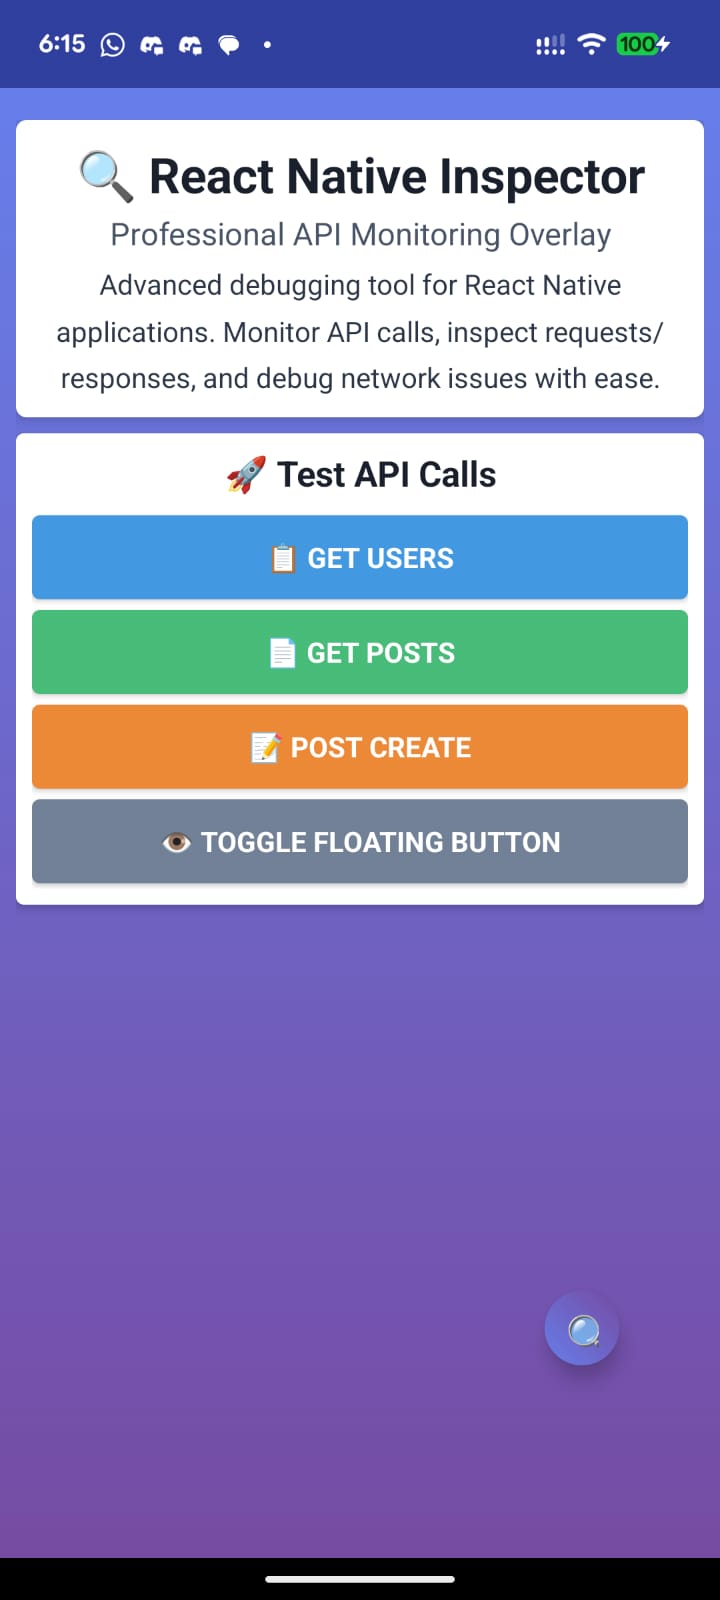 6:15
100
React Native Inspector
Professional API Monitoring Overlay
Advanced debugging tool for React Native
applications. Monitor API calls, inspect requests/
responses, and debug network issues with ease.
Test API Calls
GET USERS
GET POSTS
POST CREATE
TOGGLE FLOATING BUTTON